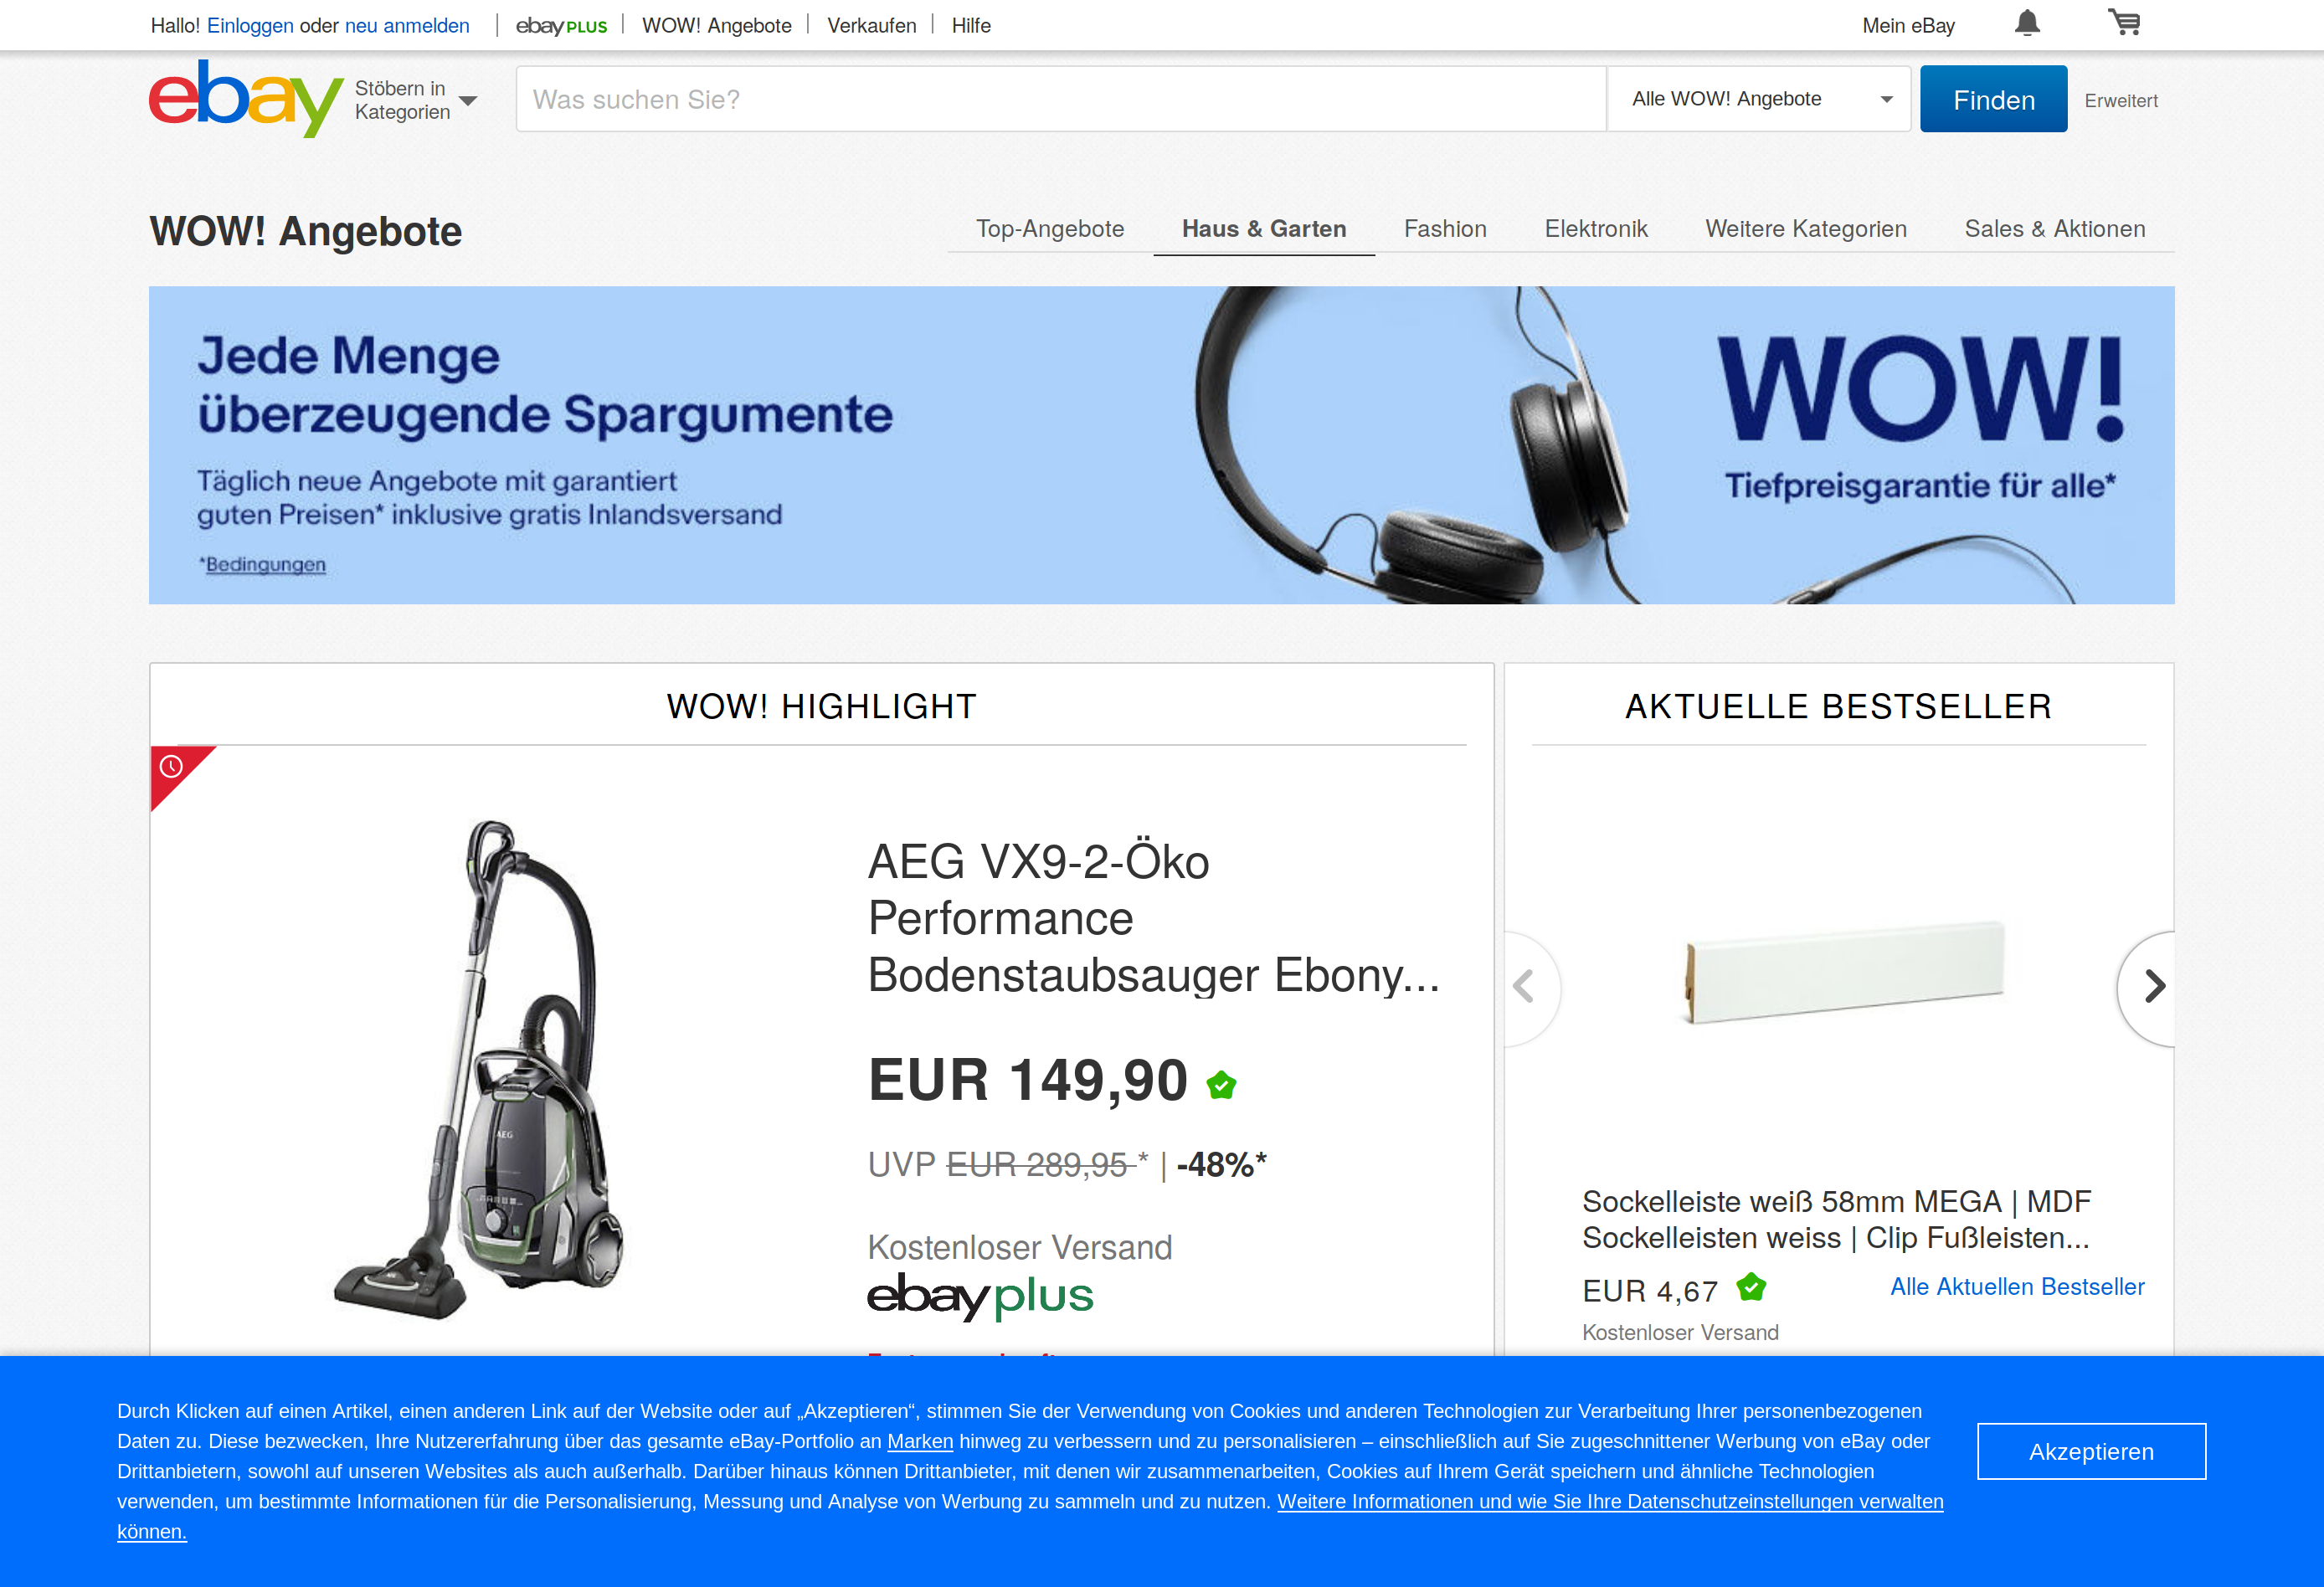 Hallo! Einloggen oder neu anmelden
ebay PLUS
WOW! Angebote
Verkaufen
Hilfe
Mein eBay
ebay
Stöbern in
Kategorien
Was suchen Sie?
Alle WOW! Angebote
Finden
Erweitert
WOW! Angebote
Top-Angebote
Haus & Garten
Fashion
Elektronik
Weitere Kategorien
Sales & Aktionen
Jede Menge
überzeugende Spargumente
Täglich neue Angebote mit garantiert
guten Preisen* inklusive gratis Inlandsversand
*Bedingungen
WOW!
Tiefpreisgarantie für alle*
WOW! HIGHLIGHT
AEG
AEG VX9-2-Öko
Performance
Bodenstaubsauger Ebony...
EUR 149,90
UVP EUR 289,95 * | -48%*
Kostenloser Versand
ebay plus
AKTUELLE BESTSELLER
Sockelleiste weiß 58mm MEGA | MDF
Sockelleisten weiss | Clip Fußleisten...
EUR 4,67
Alle Aktuellen Bestseller
Kostenloser Versand
Durch Klicken auf einen Artikel, einen anderen Link auf der Website oder auf „Akzeptieren“, stimmen Sie der Verwendung von Cookies und anderen Technologien zur Verarbeitung Ihrer personenbezogenen
Daten zu. Diese bezwecken, Ihre Nutzererfahrung über das gesamte eBay-Portfolio an Marken hinweg zu verbessern und zu personalisieren – einschließlich auf Sie zugeschnittener Werbung von eBay oder
Drittanbietern, sowohl auf unseren Websites als auch außerhalb. Darüber hinaus können Drittanbieter, mit denen wir zusammenarbeiten, Cookies auf Ihrem Gerät speichern und ähnliche Technologien
verwenden, um bestimmte Informationen für die Personalisierung, Messung und Analyse von Werbung zu sammeln und zu nutzen. Weitere Informationen und wie Sie Ihre Datenschutzeinstellungen verwalten
können.
Akzeptieren